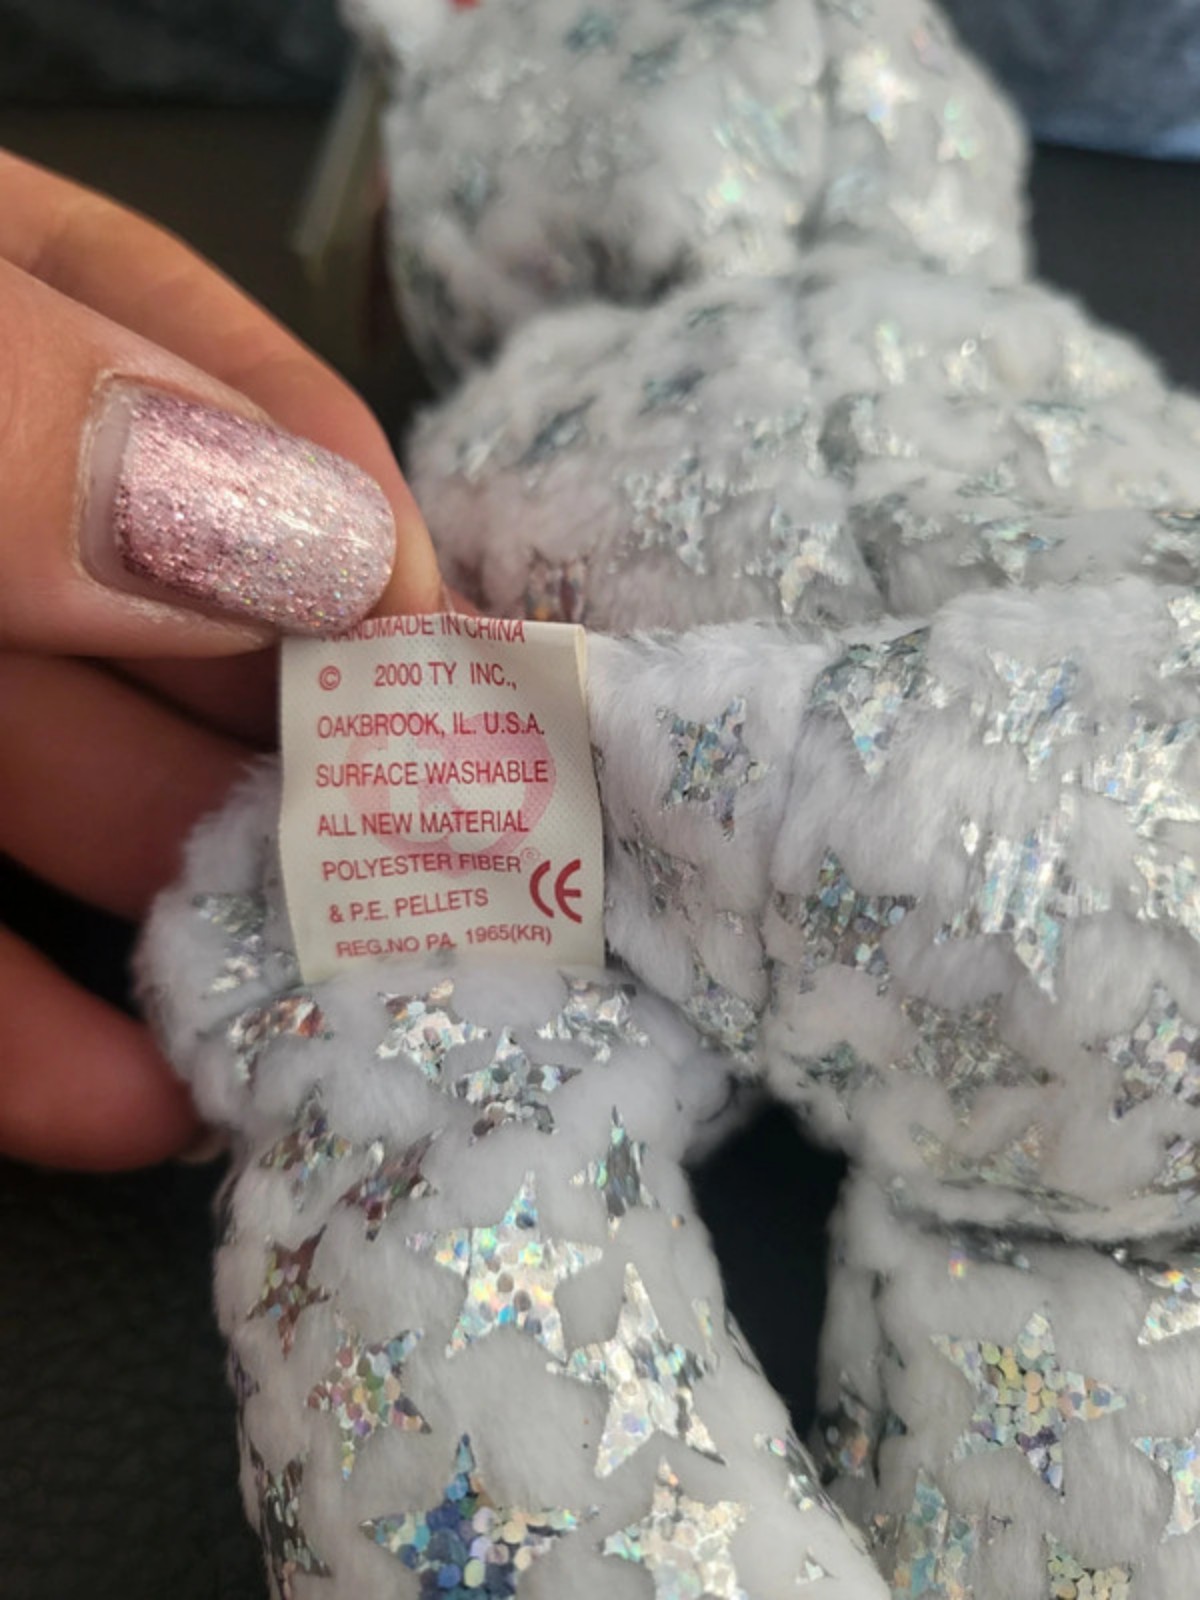 HANDMADE IN CHINA
© 2000 TY INC.,
OAKBROOK, IL. U.S.A.
SURFACE WASHABLE
ALL NEW MATERIAL
POLYESTER FIBER ®
& P.E. PELLETS CE
REG.NO PA. 1965(KR)